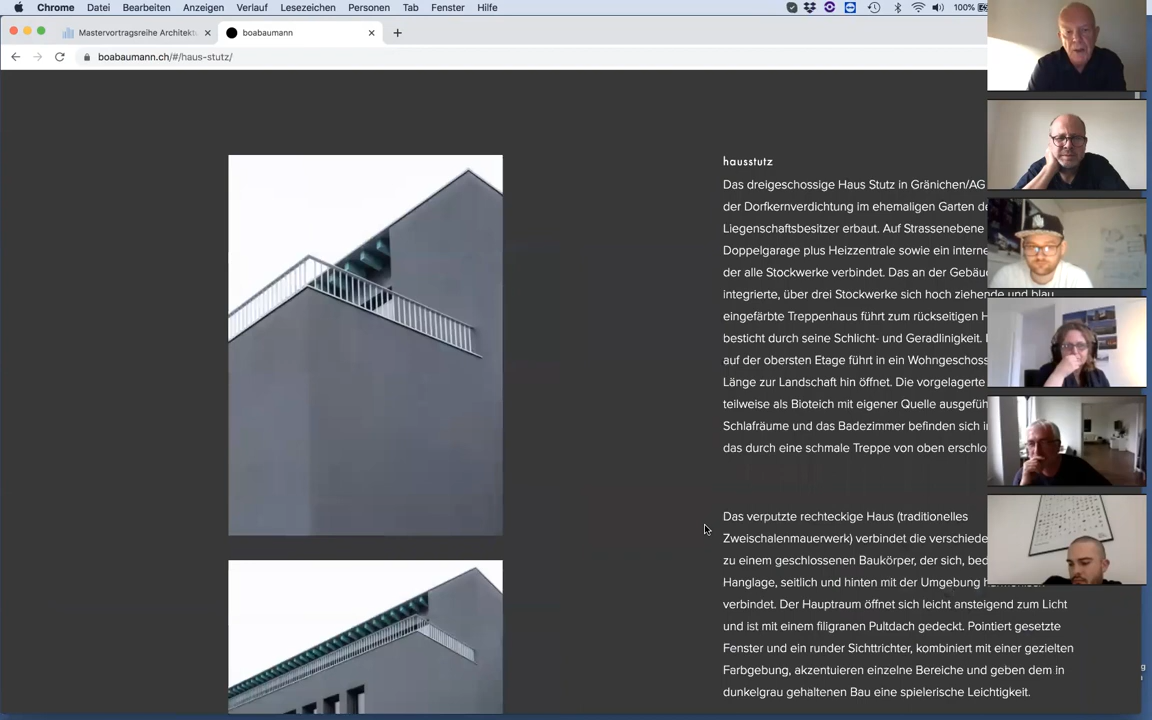 Chrome Datei Bearbeiten Anzeigen Verlauf Lesezeichen Personen Tab Fenster Hilfe 100%
Mastervortragsreihe Architekt
boabaumann
boabaumann.ch/#/haus-stutz/
hausstutz
Das dreigeschossige Haus Stutz in Gränichen/AG
der Dorfkernverdichtung im ehemaligen Garten de
Liegenschaftsbesitzer erbaut. Auf Strassenebene
Doppelgarage plus Heizzentrale sowie ein interne
der alle Stockwerke verbindet. Das an der Gebäu
integrierte, über drei Stockwerke sich hoch ziehende und blau
eingefärbte Treppenhaus führt zum rückseitigen H
besticht durch seine Schlicht- und Geradlinigkeit.
auf der obersten Etage führt in ein Wohngeschoss
Länge zur Landschaft hin öffnet. Die vorgelagerte
teilweise als Bioteich mit eigener Quelle ausgefüh
Schlafräume und das Badezimmer befinden sich i
das durch eine schmale Treppe von oben erschlo
Das verputzte rechteckige Haus (traditionelles
Zweischalenmauerwerk) verbindet die verschiede
zu einem geschlossenen Baukörper, der sich, bed
Hanglage, seitlich und hinten mit der Umgebung
verbindet. Der Hauptraum öffnet sich leicht ansteigend zum Licht
und ist mit einem filigranen Pultdach gedeckt. Pointiert gesetzte
Fenster und ein runder Sichttrichter, kombiniert mit einer gezielten
Farbgebung, akzentuieren einzelne Bereiche und geben dem in
dunkelgrau gehaltenen Bau eine spielerische Leichtigkeit.